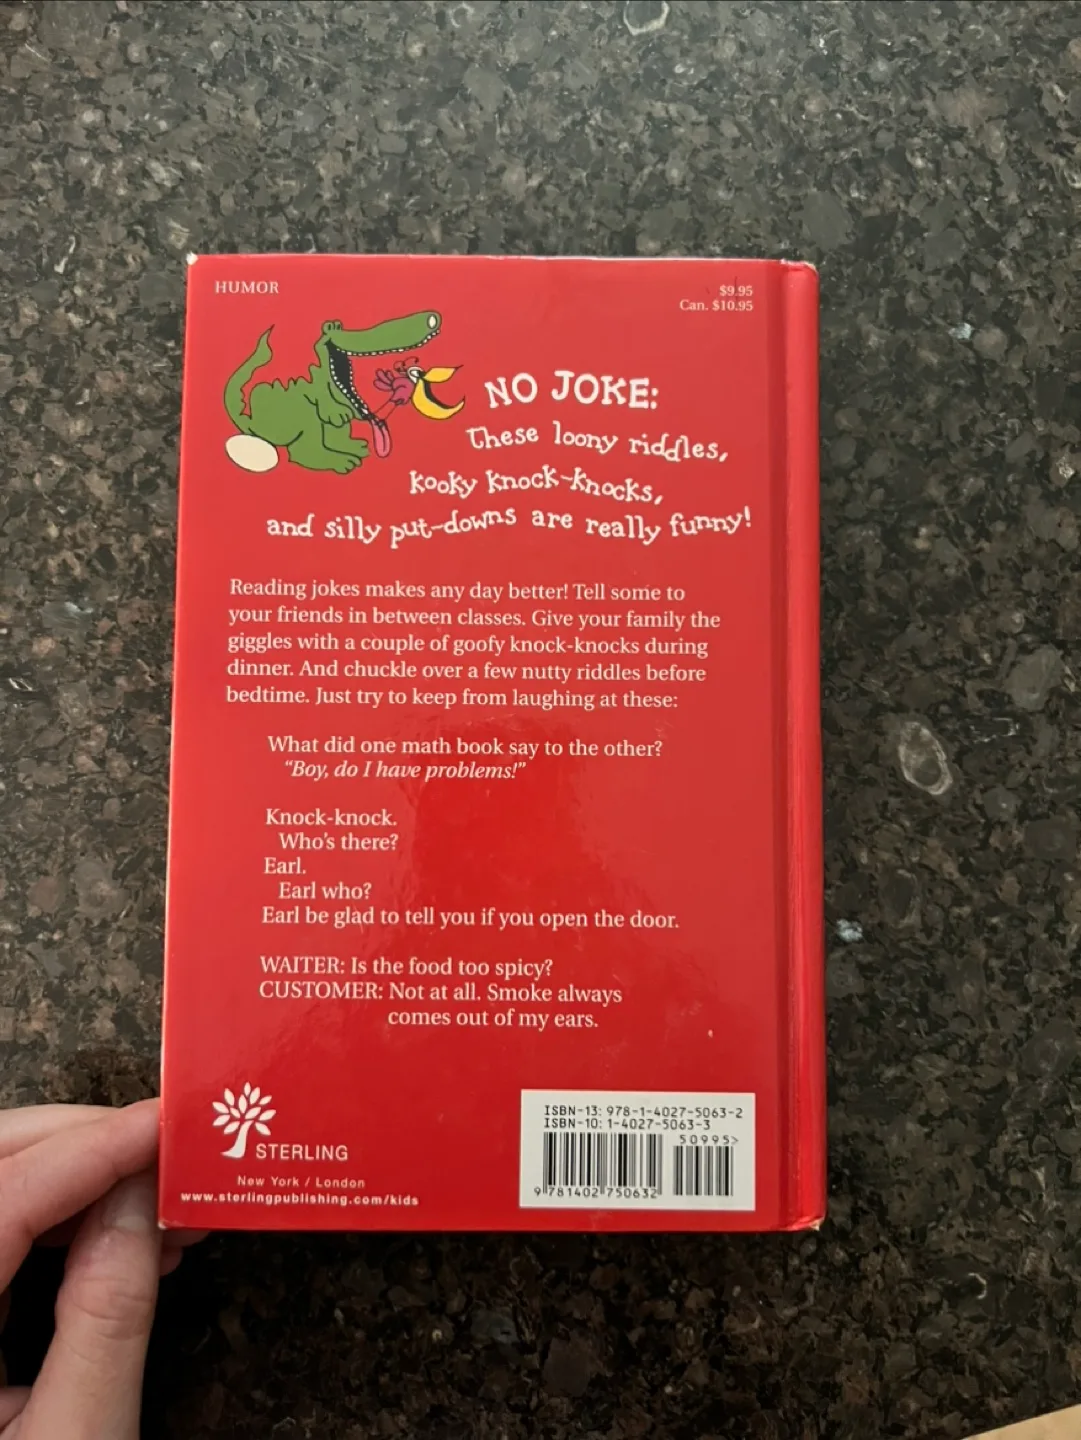 HUMOR
$9.95
Can. $10.95
NO JOKE:
These loony riddles,
kooky knock-knocks,
and silly put-downs are really funny!
Reading jokes makes any day better! Tell some to
your friends in between classes. Give your family the
giggles with a couple of goofy knock-knocks during
dinner. And chuckle over a few nutty riddles before
bedtime. Just try to keep from laughing at these:
What did one math book say to the other?
"Boy, do I have problems!"
Knock-knock.
Who's there?
Earl.
Earl who?
Earl be glad to tell you if you open the door.
WAITER: Is the food too spicy?
CUSTOMER: Not at all. Smoke always
comes out of my ears.
STERLING
New York / London
www.sterlingpublishing.com/kids
ISBN-13: 978-1-4027-5063-2
ISBN-10: 1-4027-5063-3
50995>
9 781402 750632